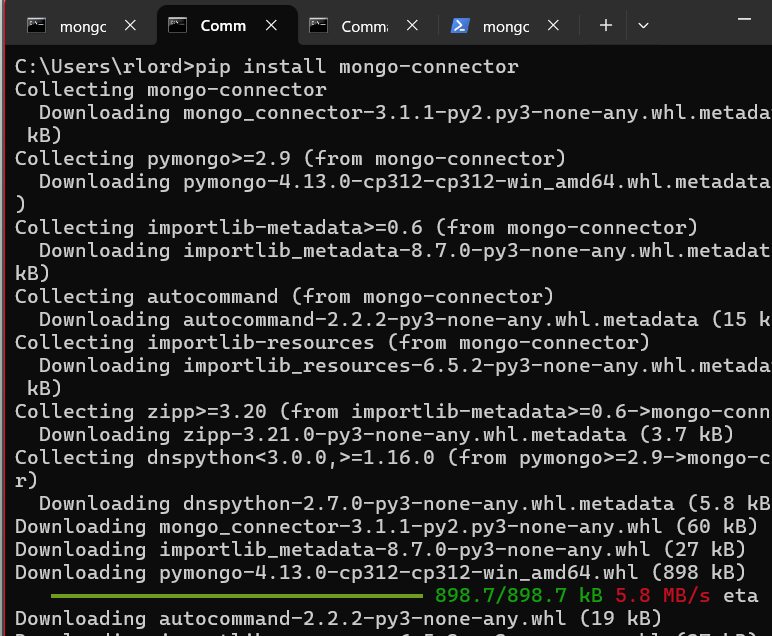 mongc
Comm
Comma
mongc
C:\Users\rlord>pip install mongo-connector
Collecting mongo-connector
Downloading mongo_connector-3.1.1-py2.py3-none-any.whl.metada
kB)
Collecting pymongo>=2.9 (from mongo-connector)
Downloading pymongo-4.13.0-cp312-cp312-win_amd64.whl.metadata
)
Collecting importlib-metadata>=0.6 (from mongo-connector)
Downloading importlib_metadata-8.7.0-py3-none-any.whl.metadat
kB)
Collecting autocommand (from mongo-connector)
Downloading autocommand-2.2.2-py3-none-any.whl.metadata (15 k
Collecting importlib-resources (from mongo-connector)
Downloading importlib_resources-6.5.2-py3-none-any.whl.metada
kB)
Collecting zipp>=3.20 (from importlib-metadata>=0.6->mongo-conn
Downloading zipp-3.21.0-py3-none-any.whl.metadata (3.7 kB)
Collecting dnspython<3.0.0,>=1.16.0 (from pymongo>=2.9->mongo-c
r)
Downloading dnspython-2.7.0-py3-none-any.whl.metadata (5.8 kB
Downloading mongo_connector-3.1.1-py2.py3-none-any.whl (60 kB)
Downloading importlib_metadata-8.7.0-py3-none-any.whl (27 kB)
Downloading pymongo-4.13.0-cp312-cp312-win_amd64.whl (898 kB)
898.7/898.7 kB 5.8 MB/s eta
Downloading autocommand-2.2.2-py3-none-any.whl (19 kB)